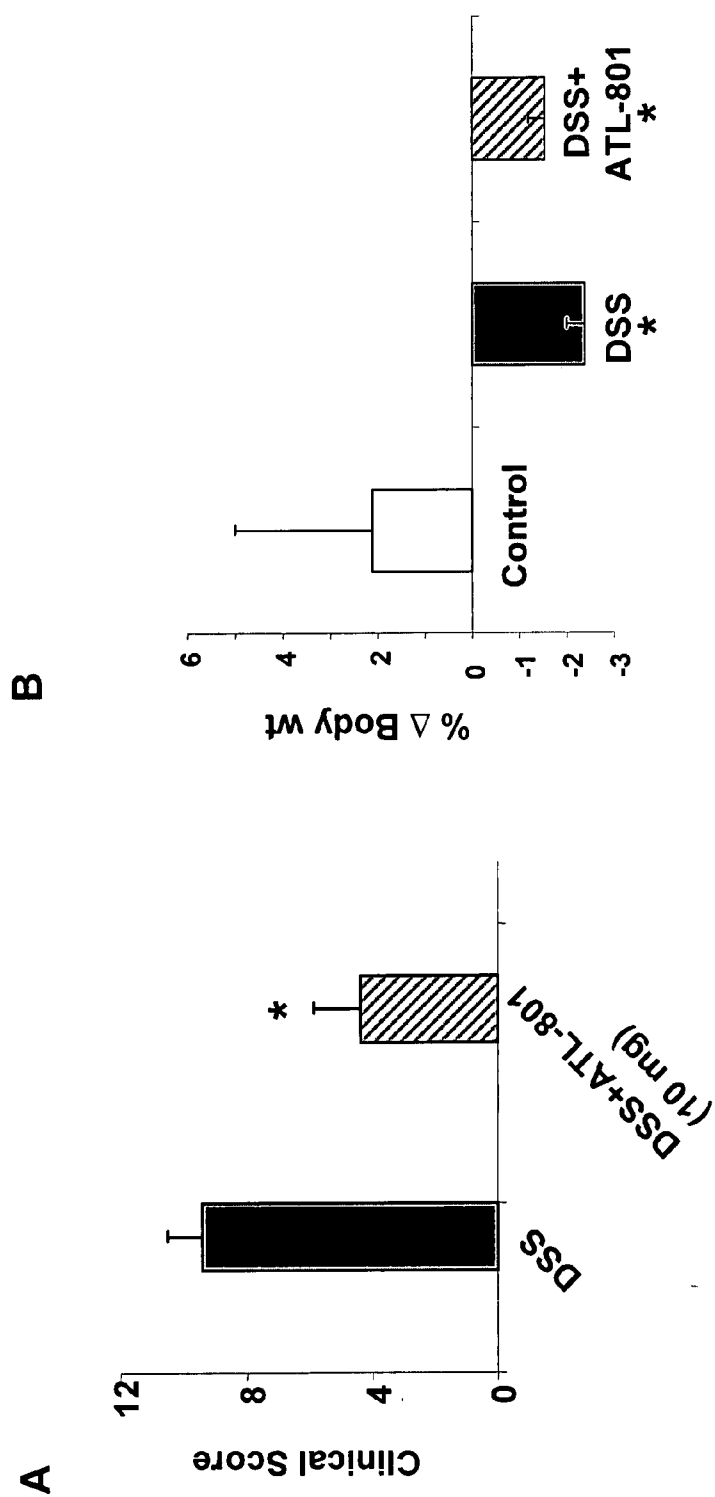 A
Clinical Score
12
8
4
0
DSS
DSS+ATL-801
(10 mg)
*
B
% Δ Body wt
6
4
2
0
-1
-2
-3
Control
DSS
*
DSS+
ATL-801
*